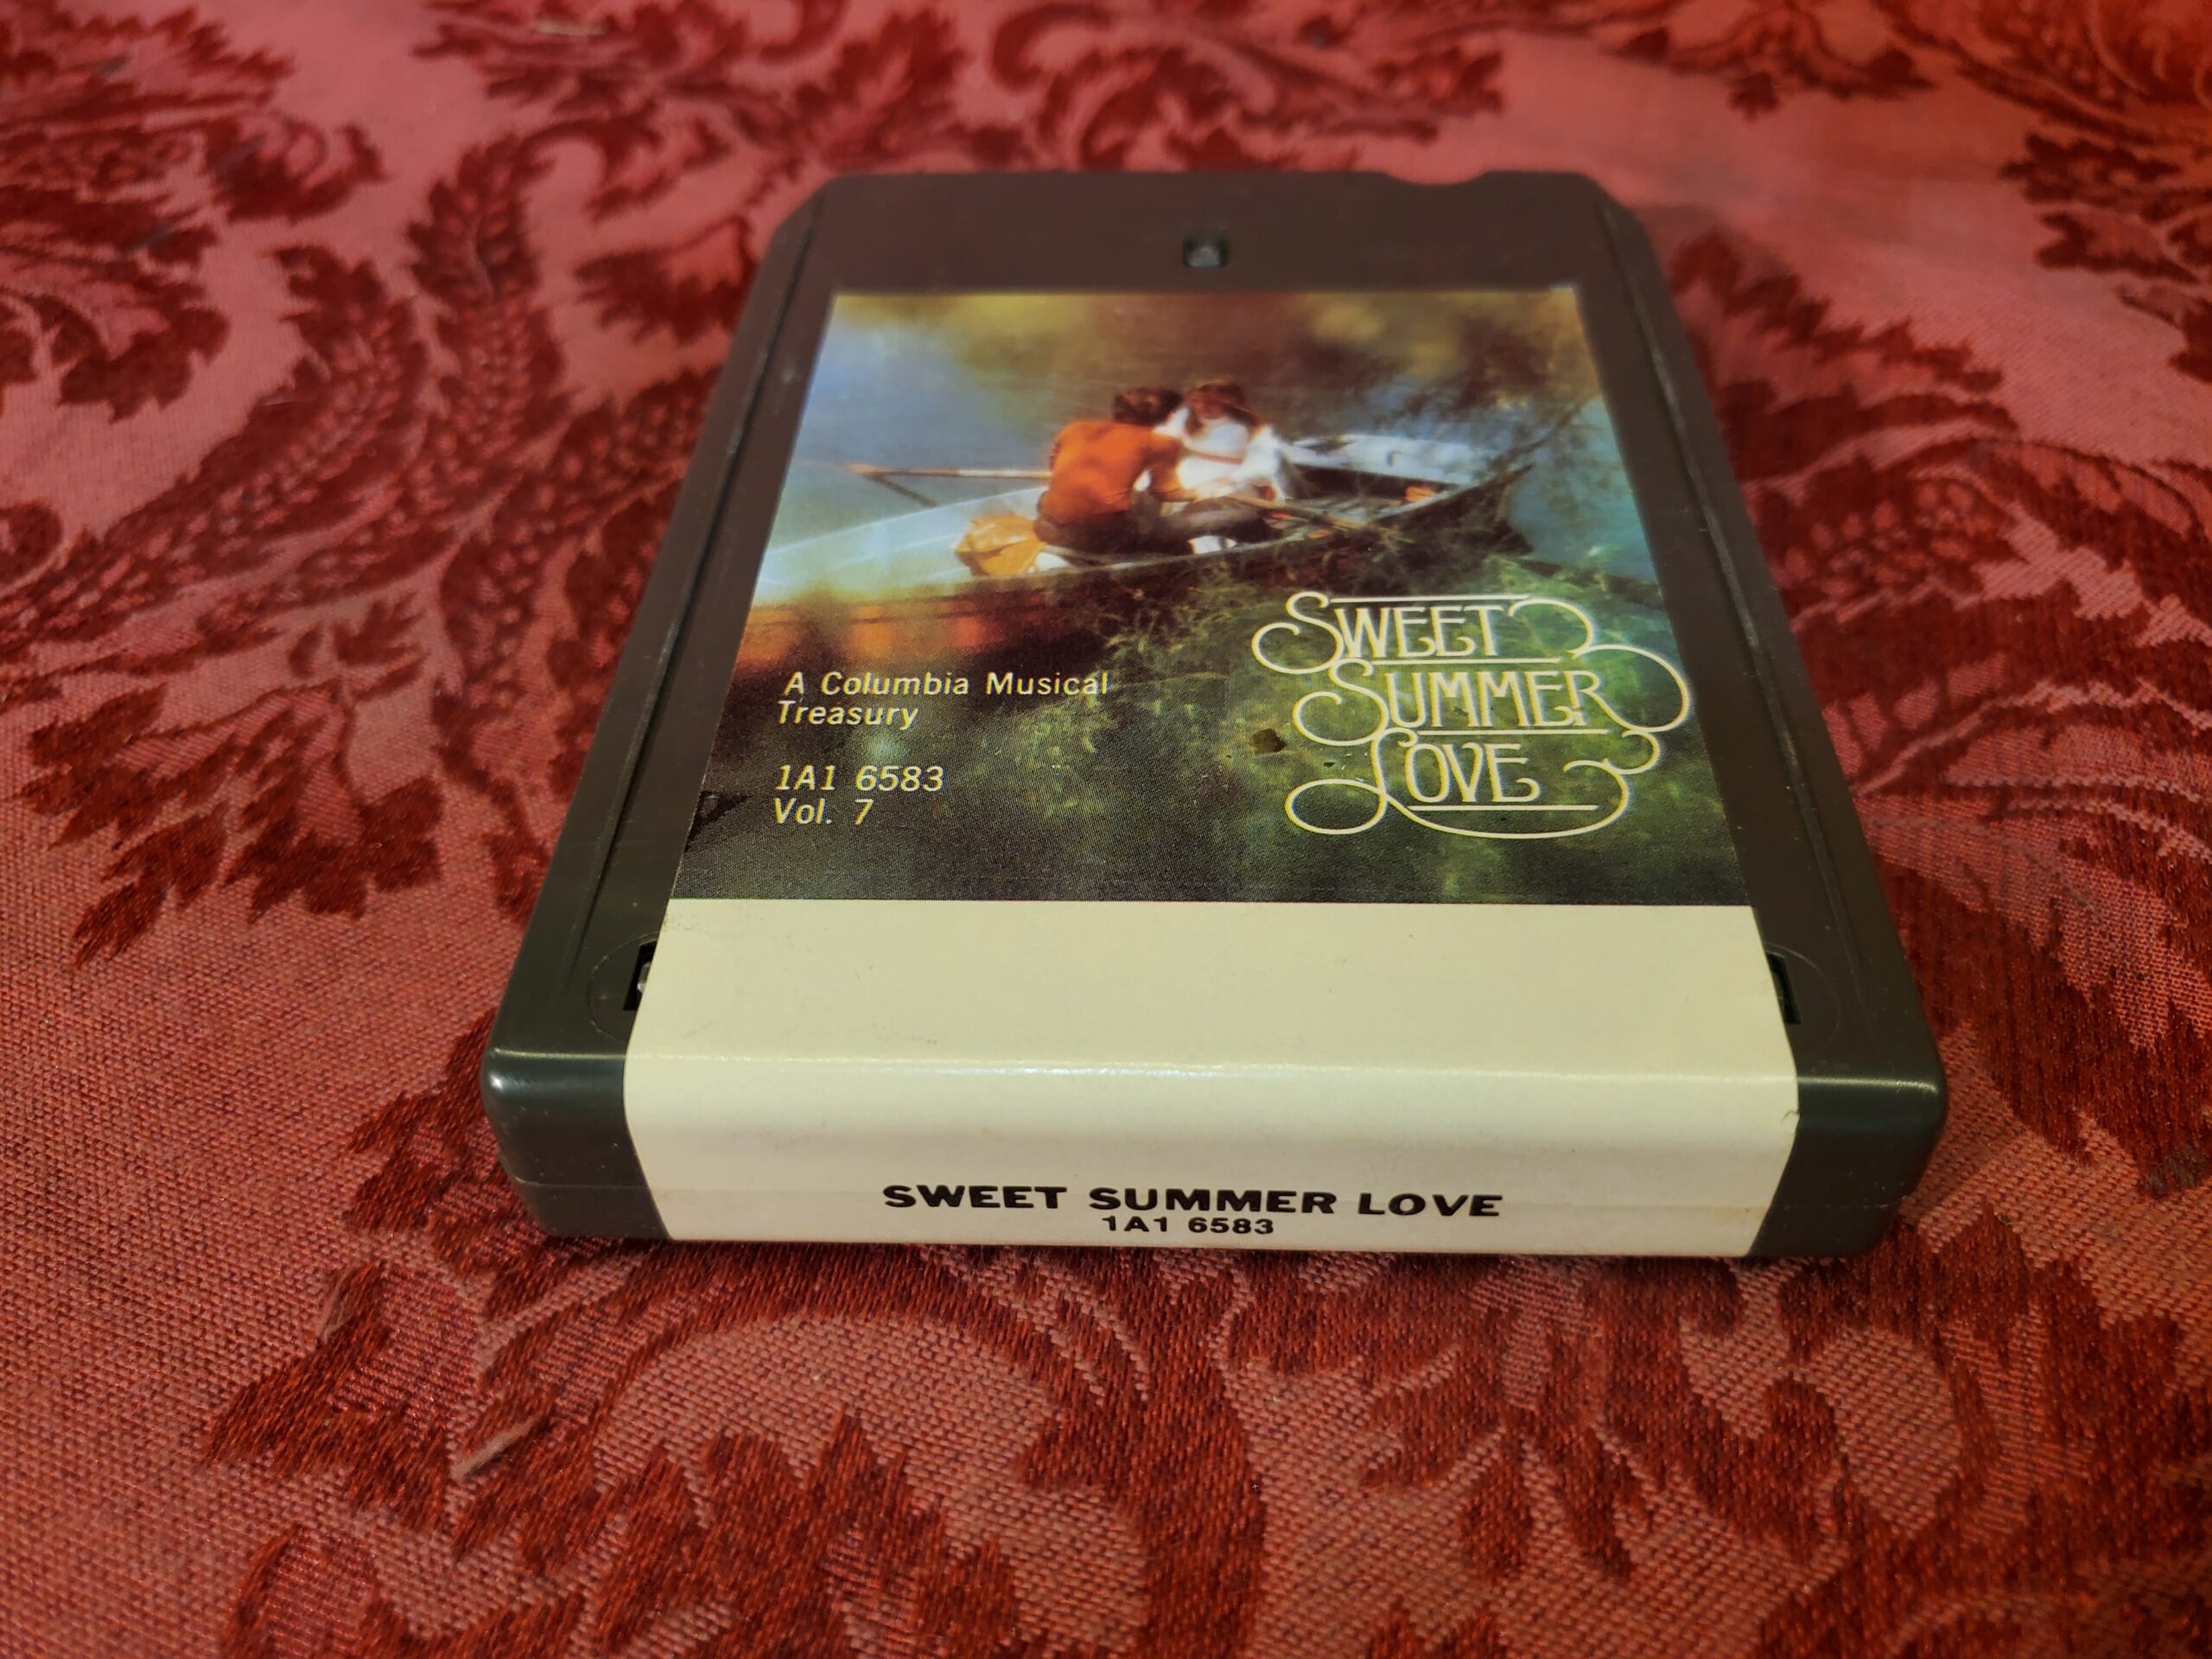 SWEET
SUMMER
LOVE
A Columbia Musical
Treasury
1A1 6583
Vol. 7
SWEET SUMMER LOVE
1A1 6583